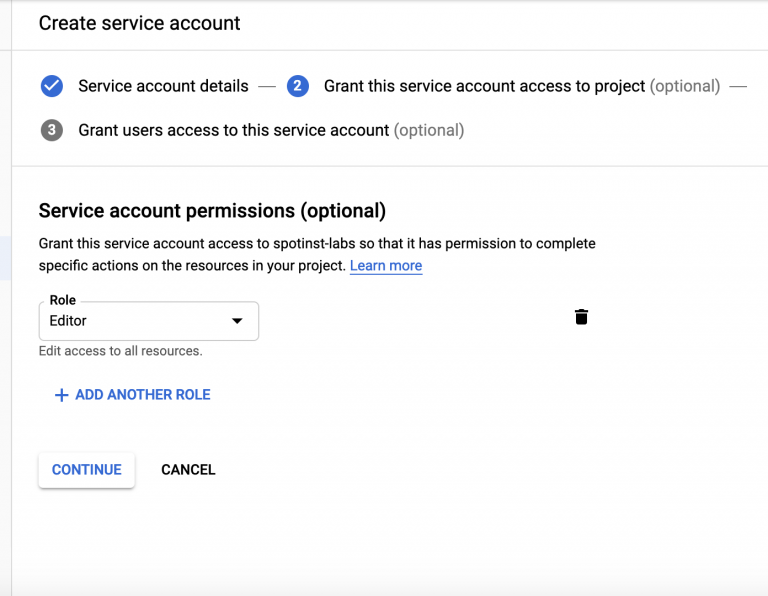 Create service account
Service account details — 2 Grant this service account access to project (optional) —
3 Grant users access to this service account (optional)
Service account permissions (optional)
Grant this service account access to spotinst-labs so that it has permission to complete
specific actions on the resources in your project. Learn more
Role
Editor
Edit access to all resources.
+ ADD ANOTHER ROLE
CONTINUE CANCEL